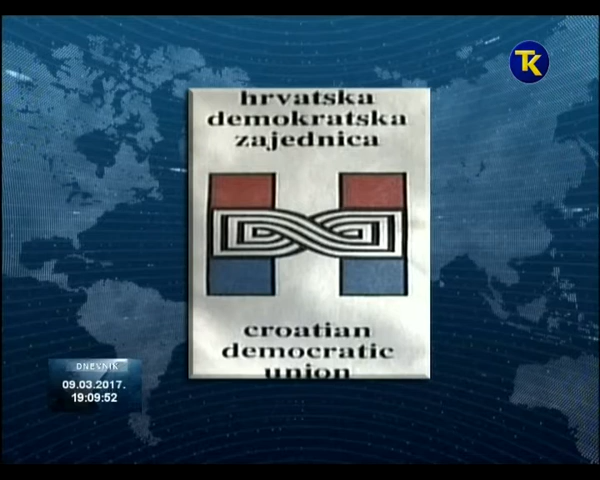 TK
hrvatska
demokratska
zajednica
croatian
democratic
union
DNEVNIK
09.03.2017.
19:09:52